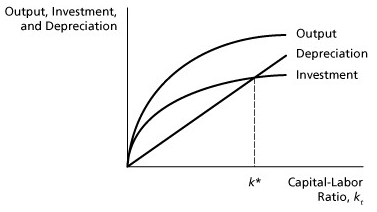 Output, Investment,
and Depreciation
Output
Depreciation
Investment
k*
Capital-Labor
Ratio, kt